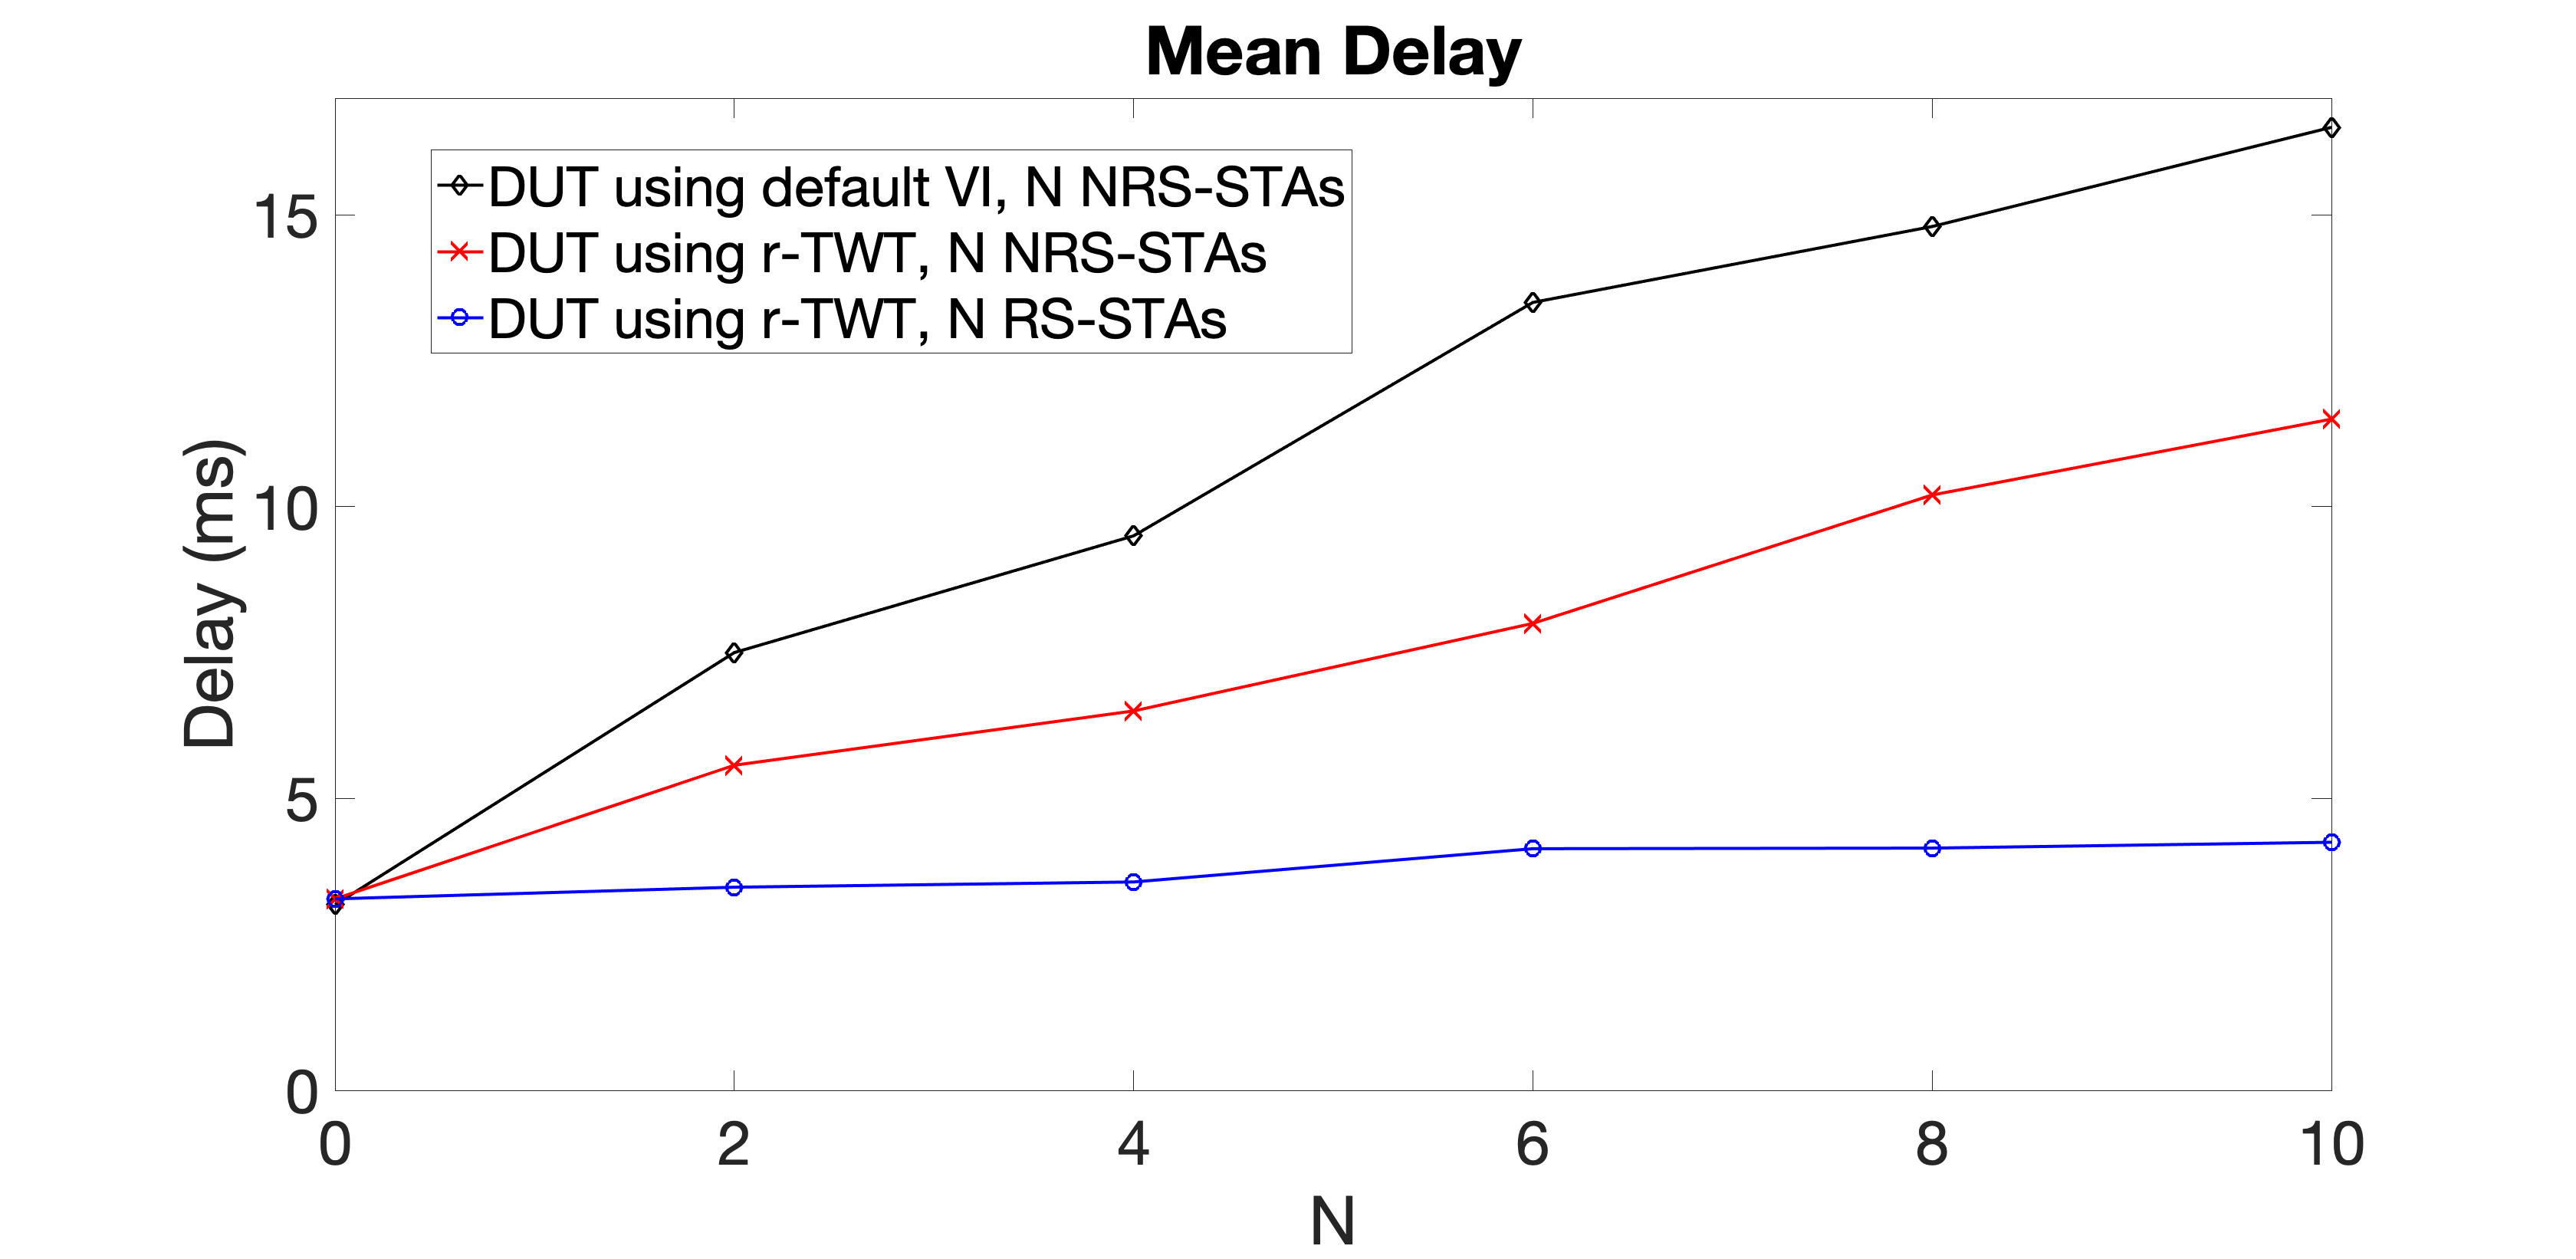 Mean Delay
DUT using default VI, N NRS-STAs
DUT using r-TWT, N NRS-STAs
DUT using r-TWT, N RS-STAs
Delay (ms)
15
10
5
0
0 2 4 6 8 10
N